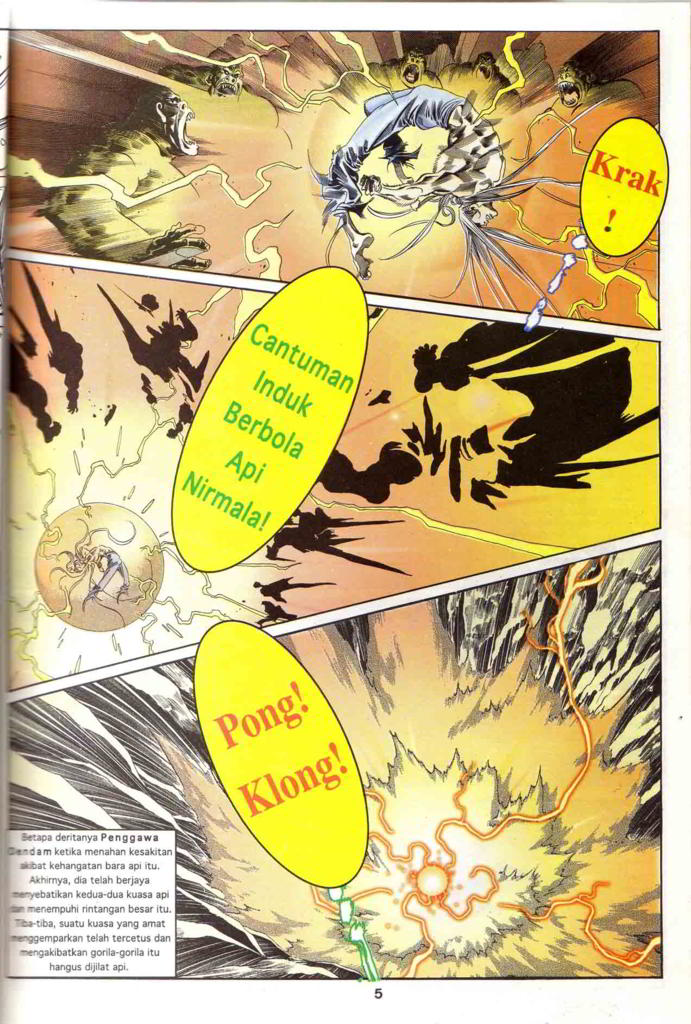 Krak
!
Cantuman
Induk
Berbola
Api
Nirmala!
Pong!
Klong!
Betapa deritanya Penggawa
Dendam ketika menahan kesakitan
akibat kehangatan bara api itu.
Akhirnya, dia telah berjaya
menyebatikan kedua-dua kuasa api
dan menempuhi rintangan besar itu.
Tiba-tiba, suatu kuasa yang amat
menggemparkan telah tercetus dan
mengakibatkan gorila-gorila itu
hangus dijilat api.
5